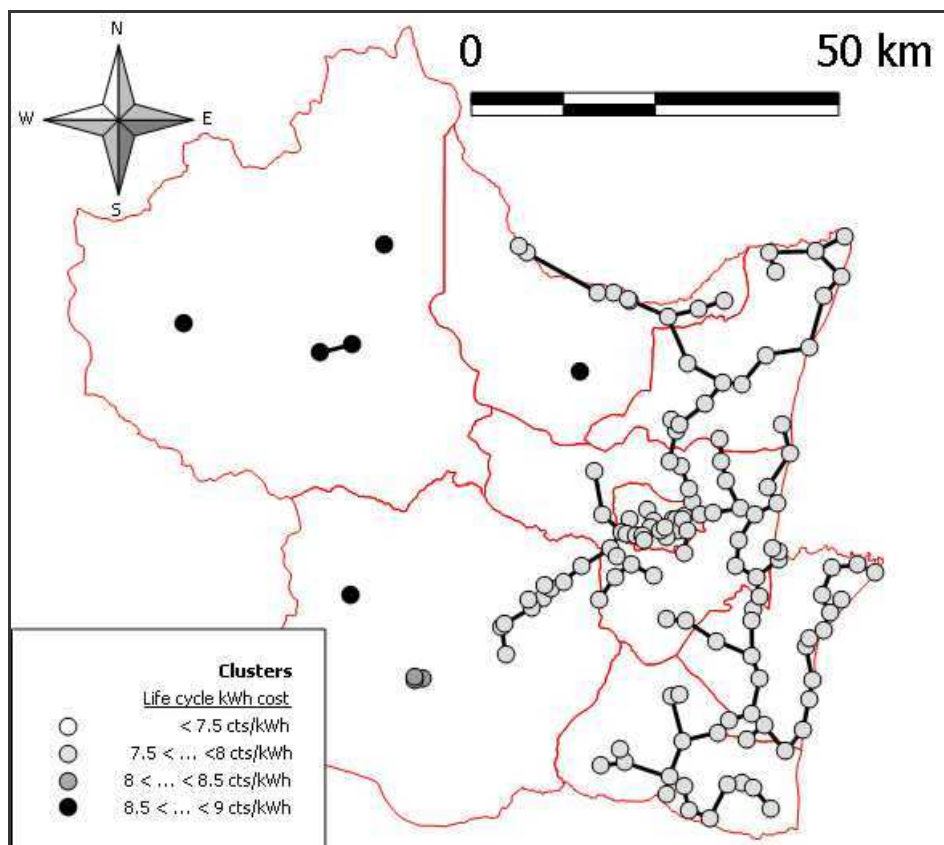 N
0 50 km
W E
S
Clusters
Life cycle kWh cost
< 7.5 cts/kWh
7.5 < ... <8 cts/kWh
8 < ... < 8.5 cts/kWh
8.5 < ... < 9 cts/kWh